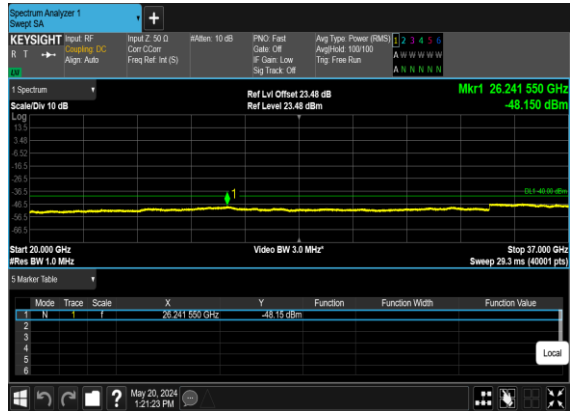 Spectrum Analyzer 1
Swept SA
+
KEYSIGHT Input: RF Input Z: 50 Ω #Atten: 10 dB PNO: Fast Avg Type: Power (RMS) 1 2 3 4 5 6
R T Coupling: DC Corr CCorr Gate: Off Avg|Hold: 100/100 A W W W W W
Align: Auto Freq Ref: Int (S) IF Gain: Low Trig: Free Run
LXI Sig Track: Off A N N N N N
1 Spectrum Ref Lvl Offset 23.48 dB Mkr1 26.241 550 GHz
Scale/Div 10 dB Ref Level 23.48 dBm -48.150 dBm
Log
13.5
3.48
-6.52
-16.5
-26.5
-36.5 1 DL1 -40.00 dBm
-46.5
-56.5
-66.5
Start 20.000 GHz Video BW 3.0 MHz* Stop 37.000 GHz
#Res BW 1.0 MHz Sweep 29.3 ms (40001 pts)
5 Marker Table
Mode Trace Scale X Y Function Function Width Function Value
1 N 1 f 26.241 550 GHz -48.15 dBm
2
3
4
5
6
Local
? May 20, 2024
1:21:23 PM